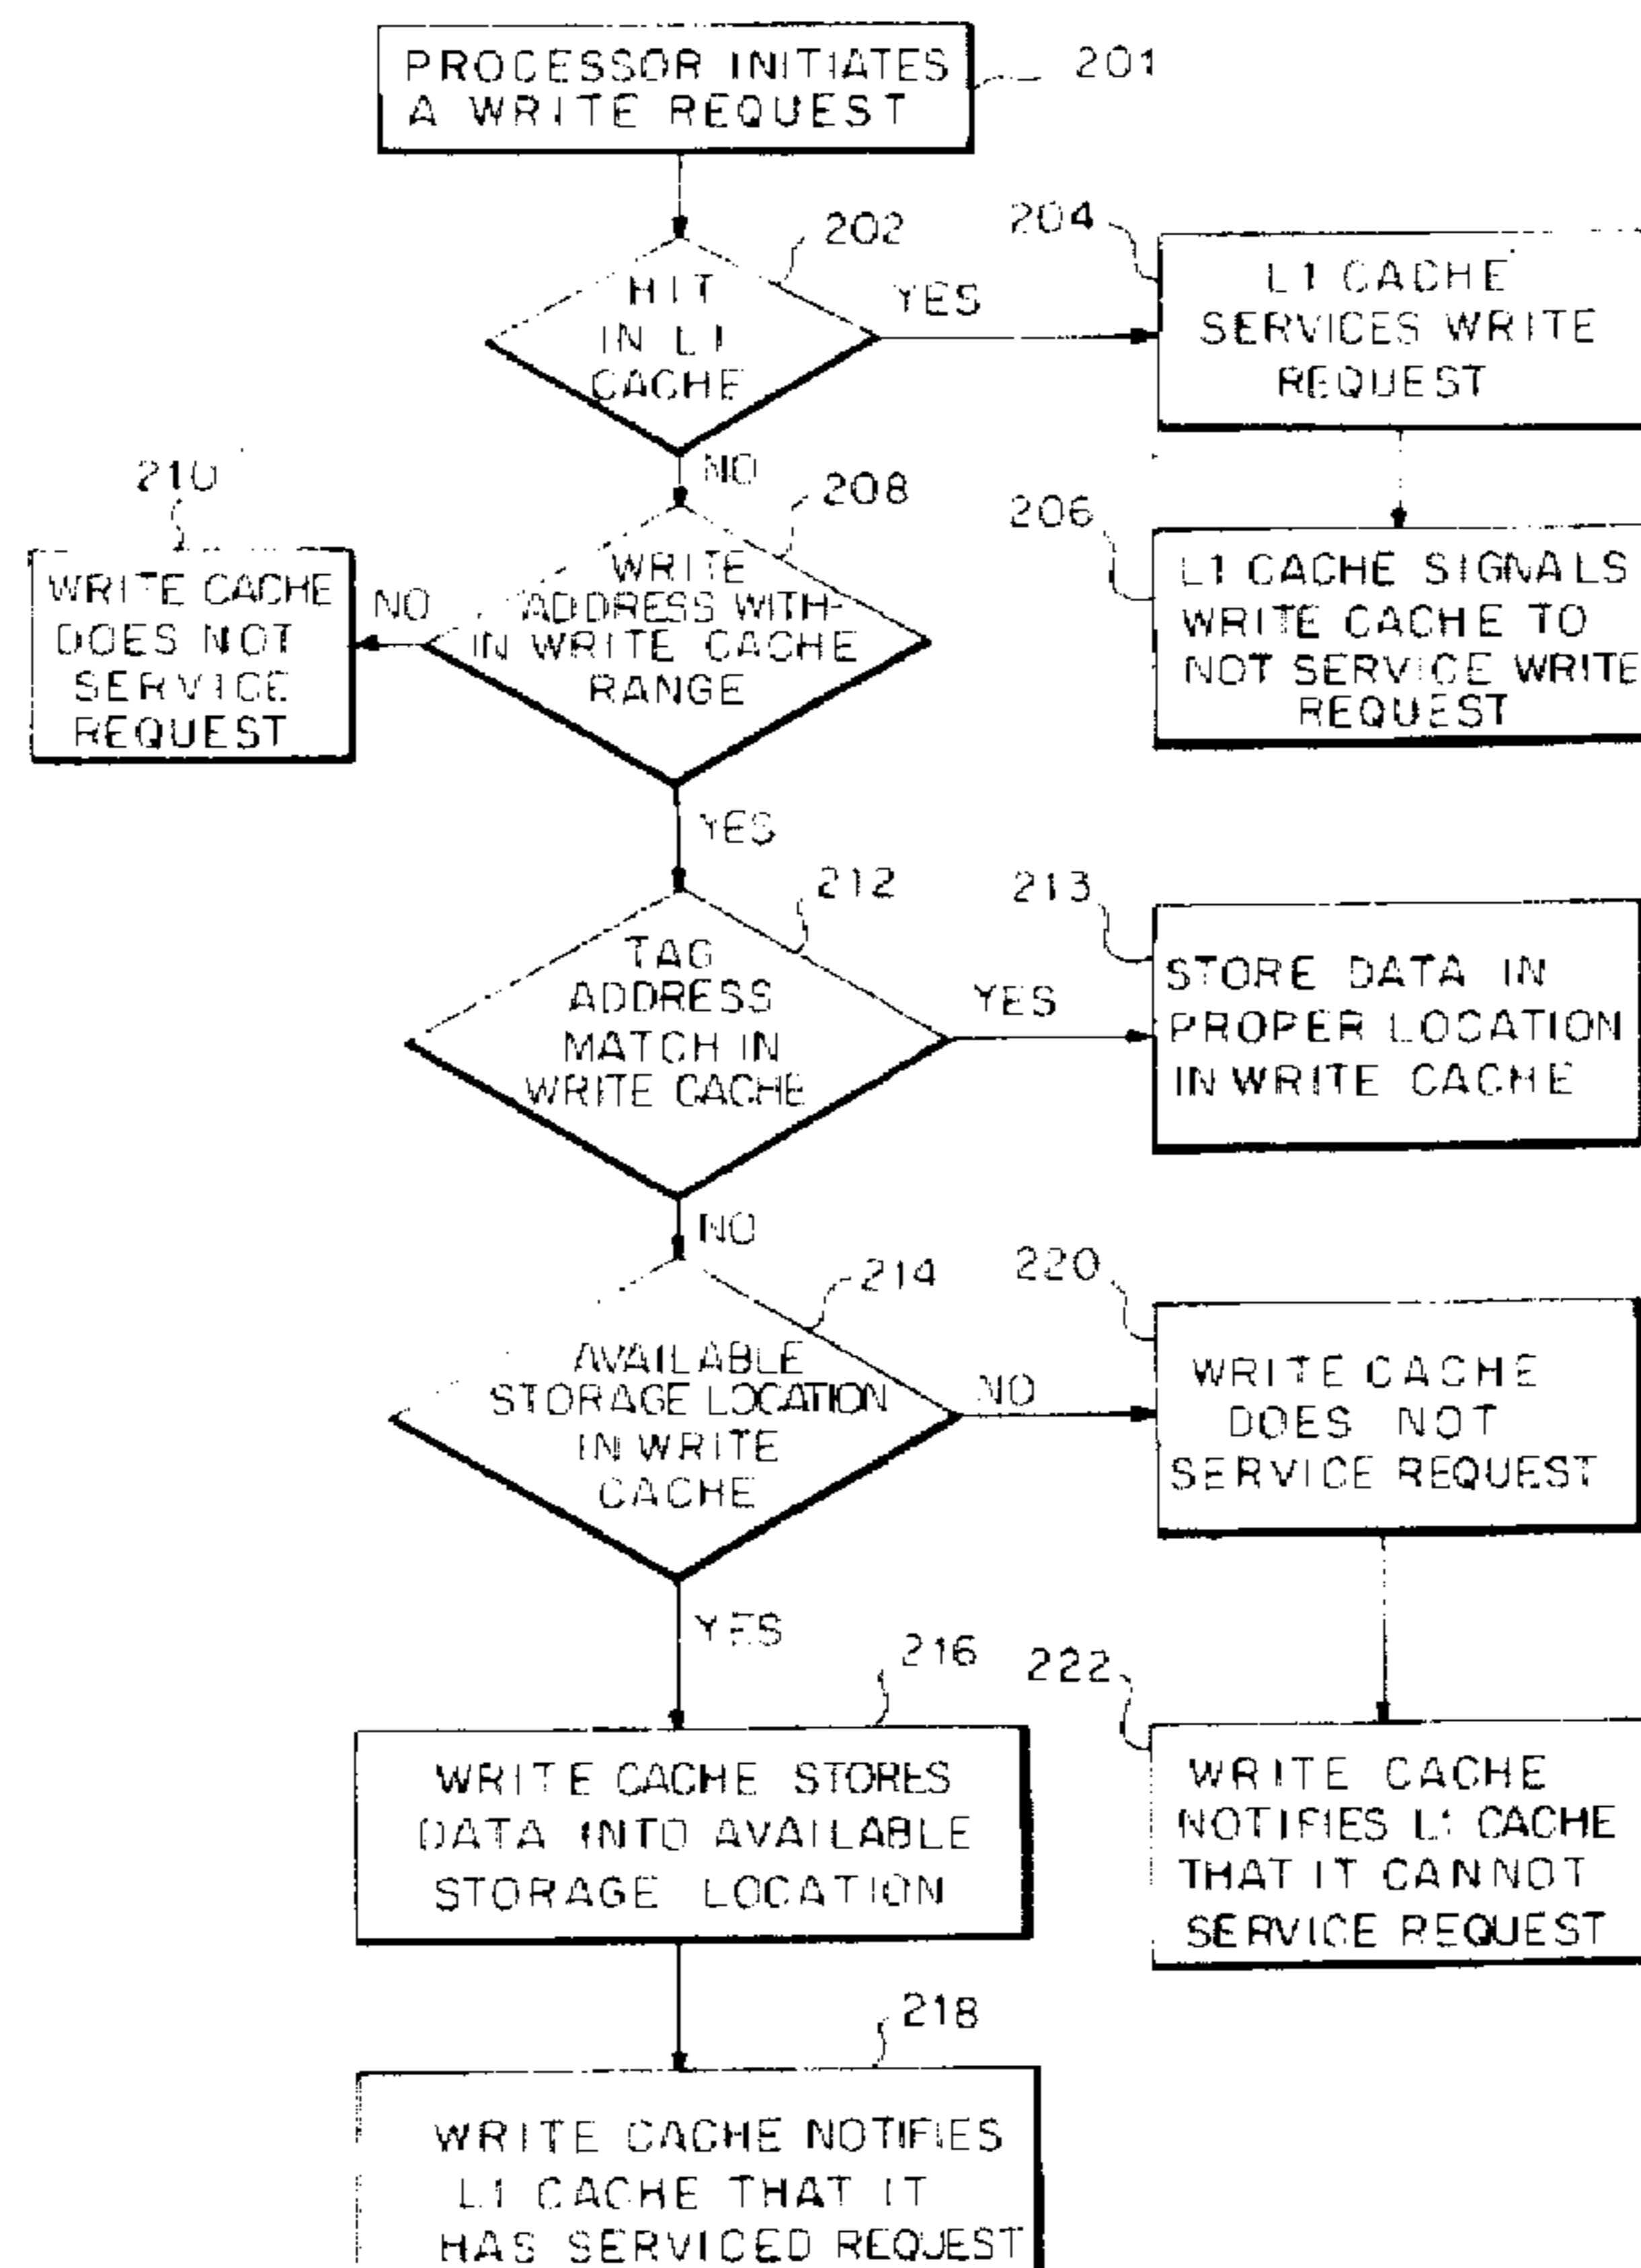 PROCESSOR INITIATES
A WRITE REQUEST
201
202
HIT
IN L1
CACHE
YES
204
L1 CACHE
SERVICES WRITE
REQUEST
NO
206
L1 CACHE SIGNALS
WRITE CACHE TO
NOT SERVICE WRITE
REQUEST
208
WRITE
ADDRESS WITH-
IN WRITE CACHE
RANGE
NO
210
WRITE CACHE
DOES NOT
SERVICE
REQUEST
YES
212
TAG
ADDRESS
MATCH IN
WRITE CACHE
YES
213
STORE DATA IN
PROPER LOCATION
IN WRITE CACHE
NO
214
AVAILABLE
STORAGE LOCATION
IN WRITE
CACHE
NO
220
WRITE CACHE
DOES NOT
SERVICE REQUEST
YES
216
WRITE CACHE STORES
DATA INTO AVAILABLE
STORAGE LOCATION
222
WRITE CACHE
NOTIFIES L1 CACHE
THAT IT CANNOT
SERVICE REQUEST
218
WRITE CACHE NOTIFIES
L1 CACHE THAT IT
HAS SERVICED REQUEST